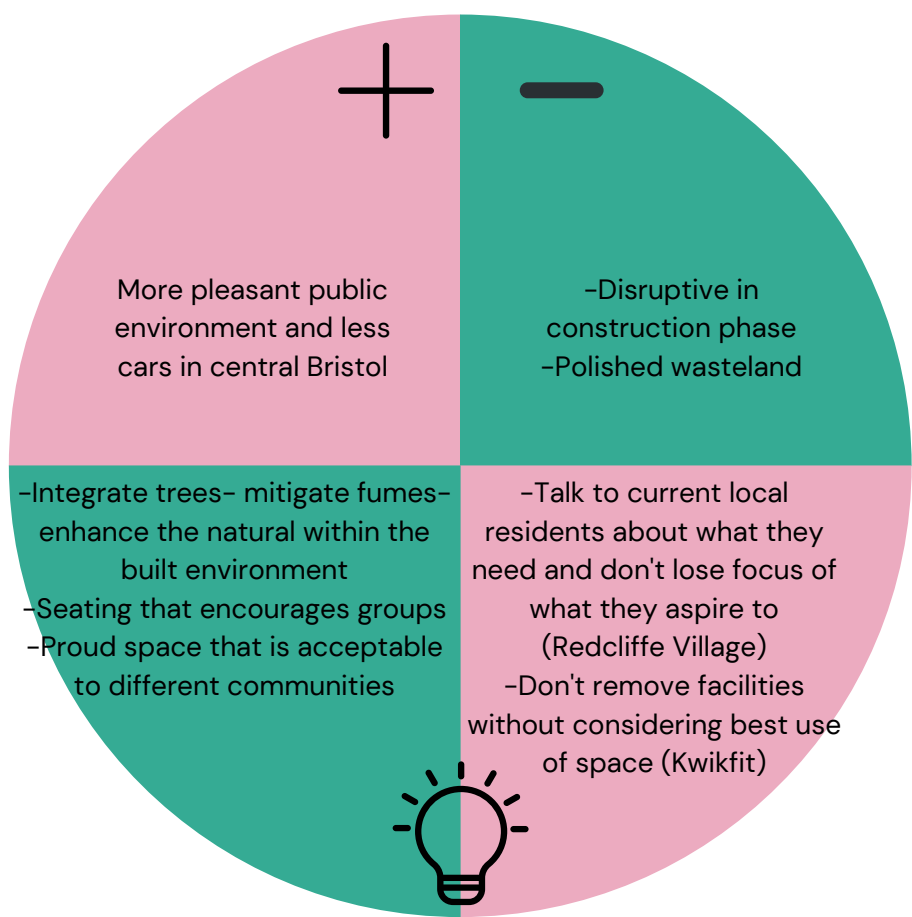 More pleasant public
environment and less
cars in central Bristol
-Disruptive in
construction phase
-Polished wasteland
-Integrate trees- mitigate fumes-
enhance the natural within the
built environment
-Seating that encourages groups
-Proud space that is acceptable
to different communities
-Talk to current local
residents about what they
need and don't lose focus of
what they aspire to
(Redcliffe Village)
-Don't remove facilities
without considering best use
of space (Kwikfit)